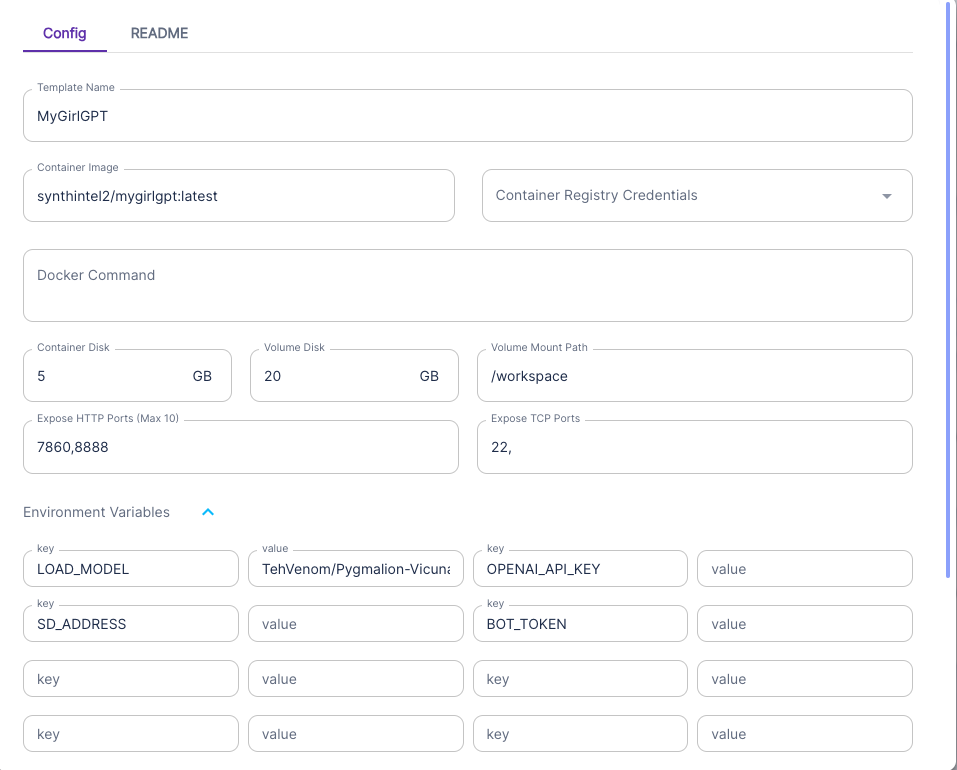 Config README
Template Name
MyGirlGPT
Container Image
synthintel2/mygirlgpt:latest
Container Registry Credentials
Docker Command
Container Disk Volume Disk Volume Mount Path
5 GB 20 GB /workspace
Expose HTTP Ports (Max 10) Expose TCP Ports
7860,8888 22,
Environment Variables
key value key
LOAD_MODEL TehVenom/Pygmalion-Vicuna OPENAI_API_KEY value
key key
SD_ADDRESS value BOT_TOKEN value
key value key value
key value key value